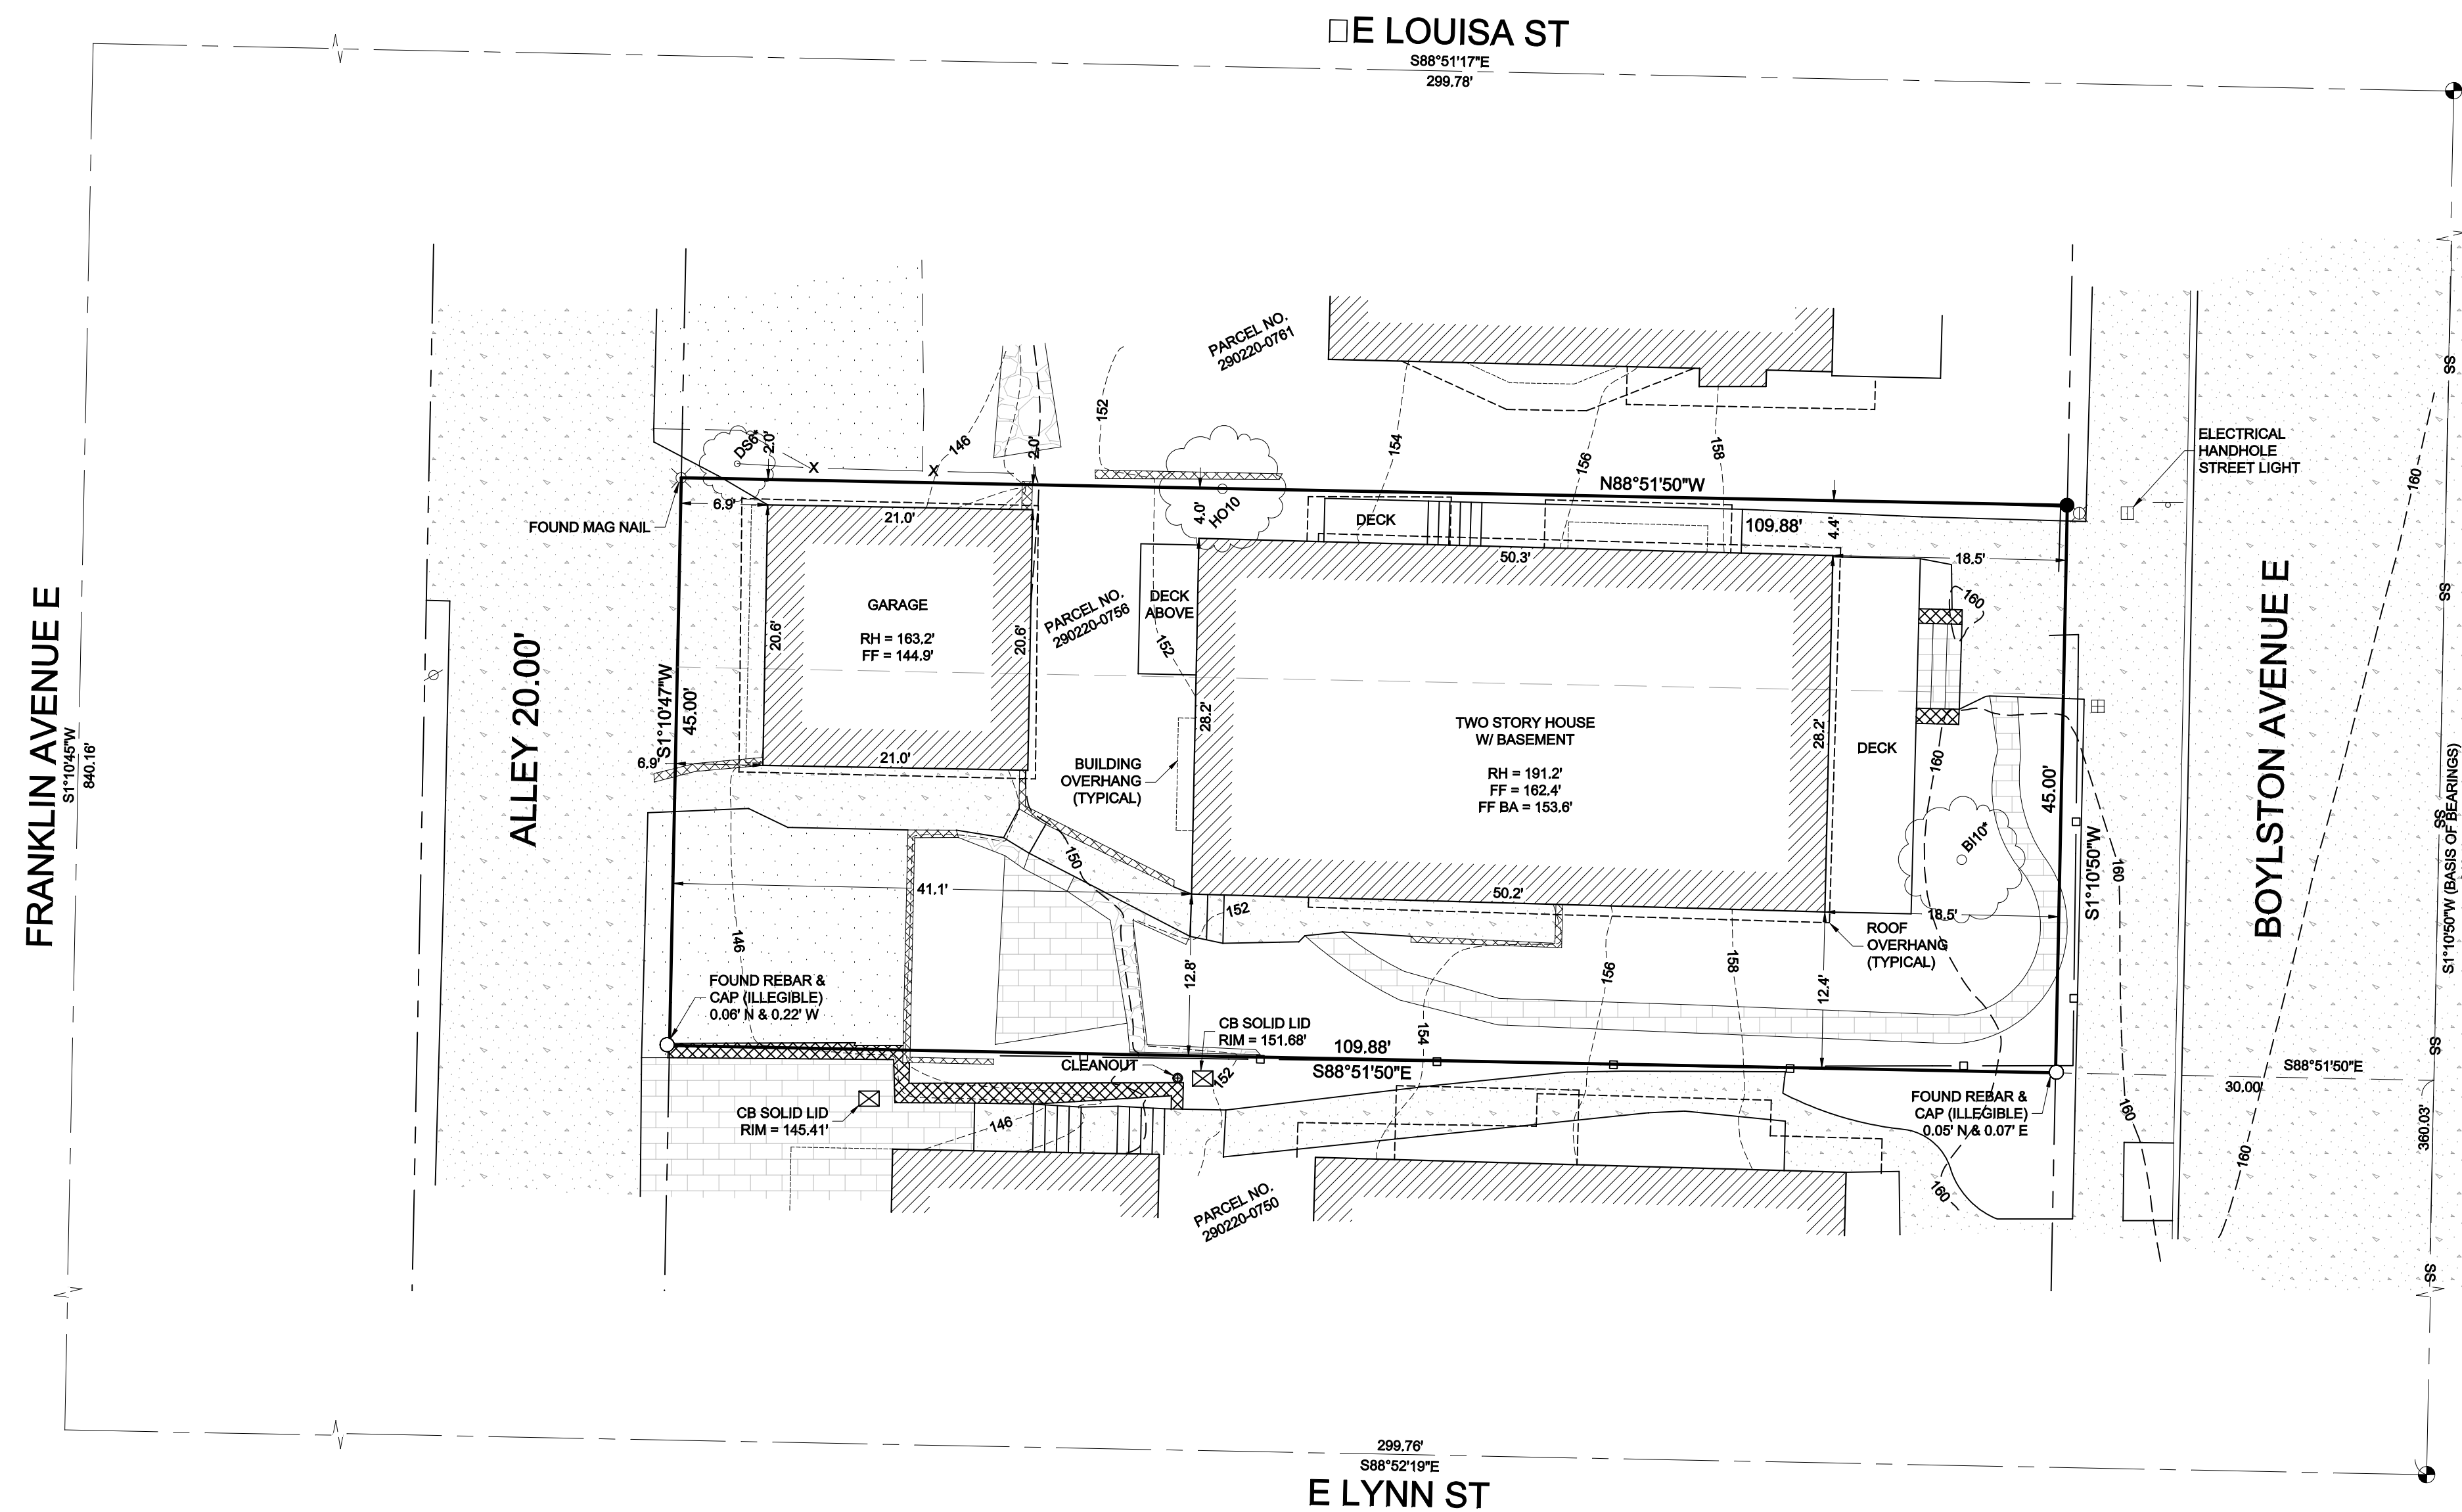 E LOUISA ST
S88°51'17"E
299.78'
FRANKLIN AVENUE E
S1°10'45"W
840.16'
ALLEY 20.00'
BOYLSTON AVENUE E
S1°10'50"W (BASIS OF BEARINGS)
360.03'
SS
SS
SS
SS
SS
PARCEL NO.
290220-0761
152
146
154
156
158
160
DS6*
2.0'
X
X
2.0'
ELECTRICAL
HANDHOLE
STREET LIGHT
N88°51'50"W
109.88'
FOUND MAG NAIL
6.9'
21.0'
4.0'
HO10
DECK
4.4'
50.3'
18.5'
GARAGE
RH = 163.2'
FF = 144.9'
20.6'
20.6'
PARCEL NO.
290220-0756
DECK
ABOVE
152
160
S1°10'47"W
45.00'
28.2'
TWO STORY HOUSE
W/ BASEMENT
RH = 191.2'
FF = 162.4'
FF BA = 153.6'
28.2'
DECK
160
45.00'
S1°10'50"W
6.9'
21.0'
BUILDING
OVERHANG
(TYPICAL)
BI10*
160
150
41.1'
50.2'
18.5'
152
146
ROOF
OVERHANG
(TYPICAL)
156
158
12.8'
12.4'
FOUND REBAR &
CAP (ILLEGIBLE)
0.06' N & 0.22' W
CB SOLID LID
RIM = 151.68'
154
109.88'
S88°51'50"E
CLEANOUT
152
S88°51'50"E
30.00'
CB SOLID LID
RIM = 145.41'
146
FOUND REBAR &
CAP (ILLEGIBLE)
0.05' N & 0.07' E
160
160
160
PARCEL NO.
290220-0750
299.76'
S88°52'19"E
E LYNN ST